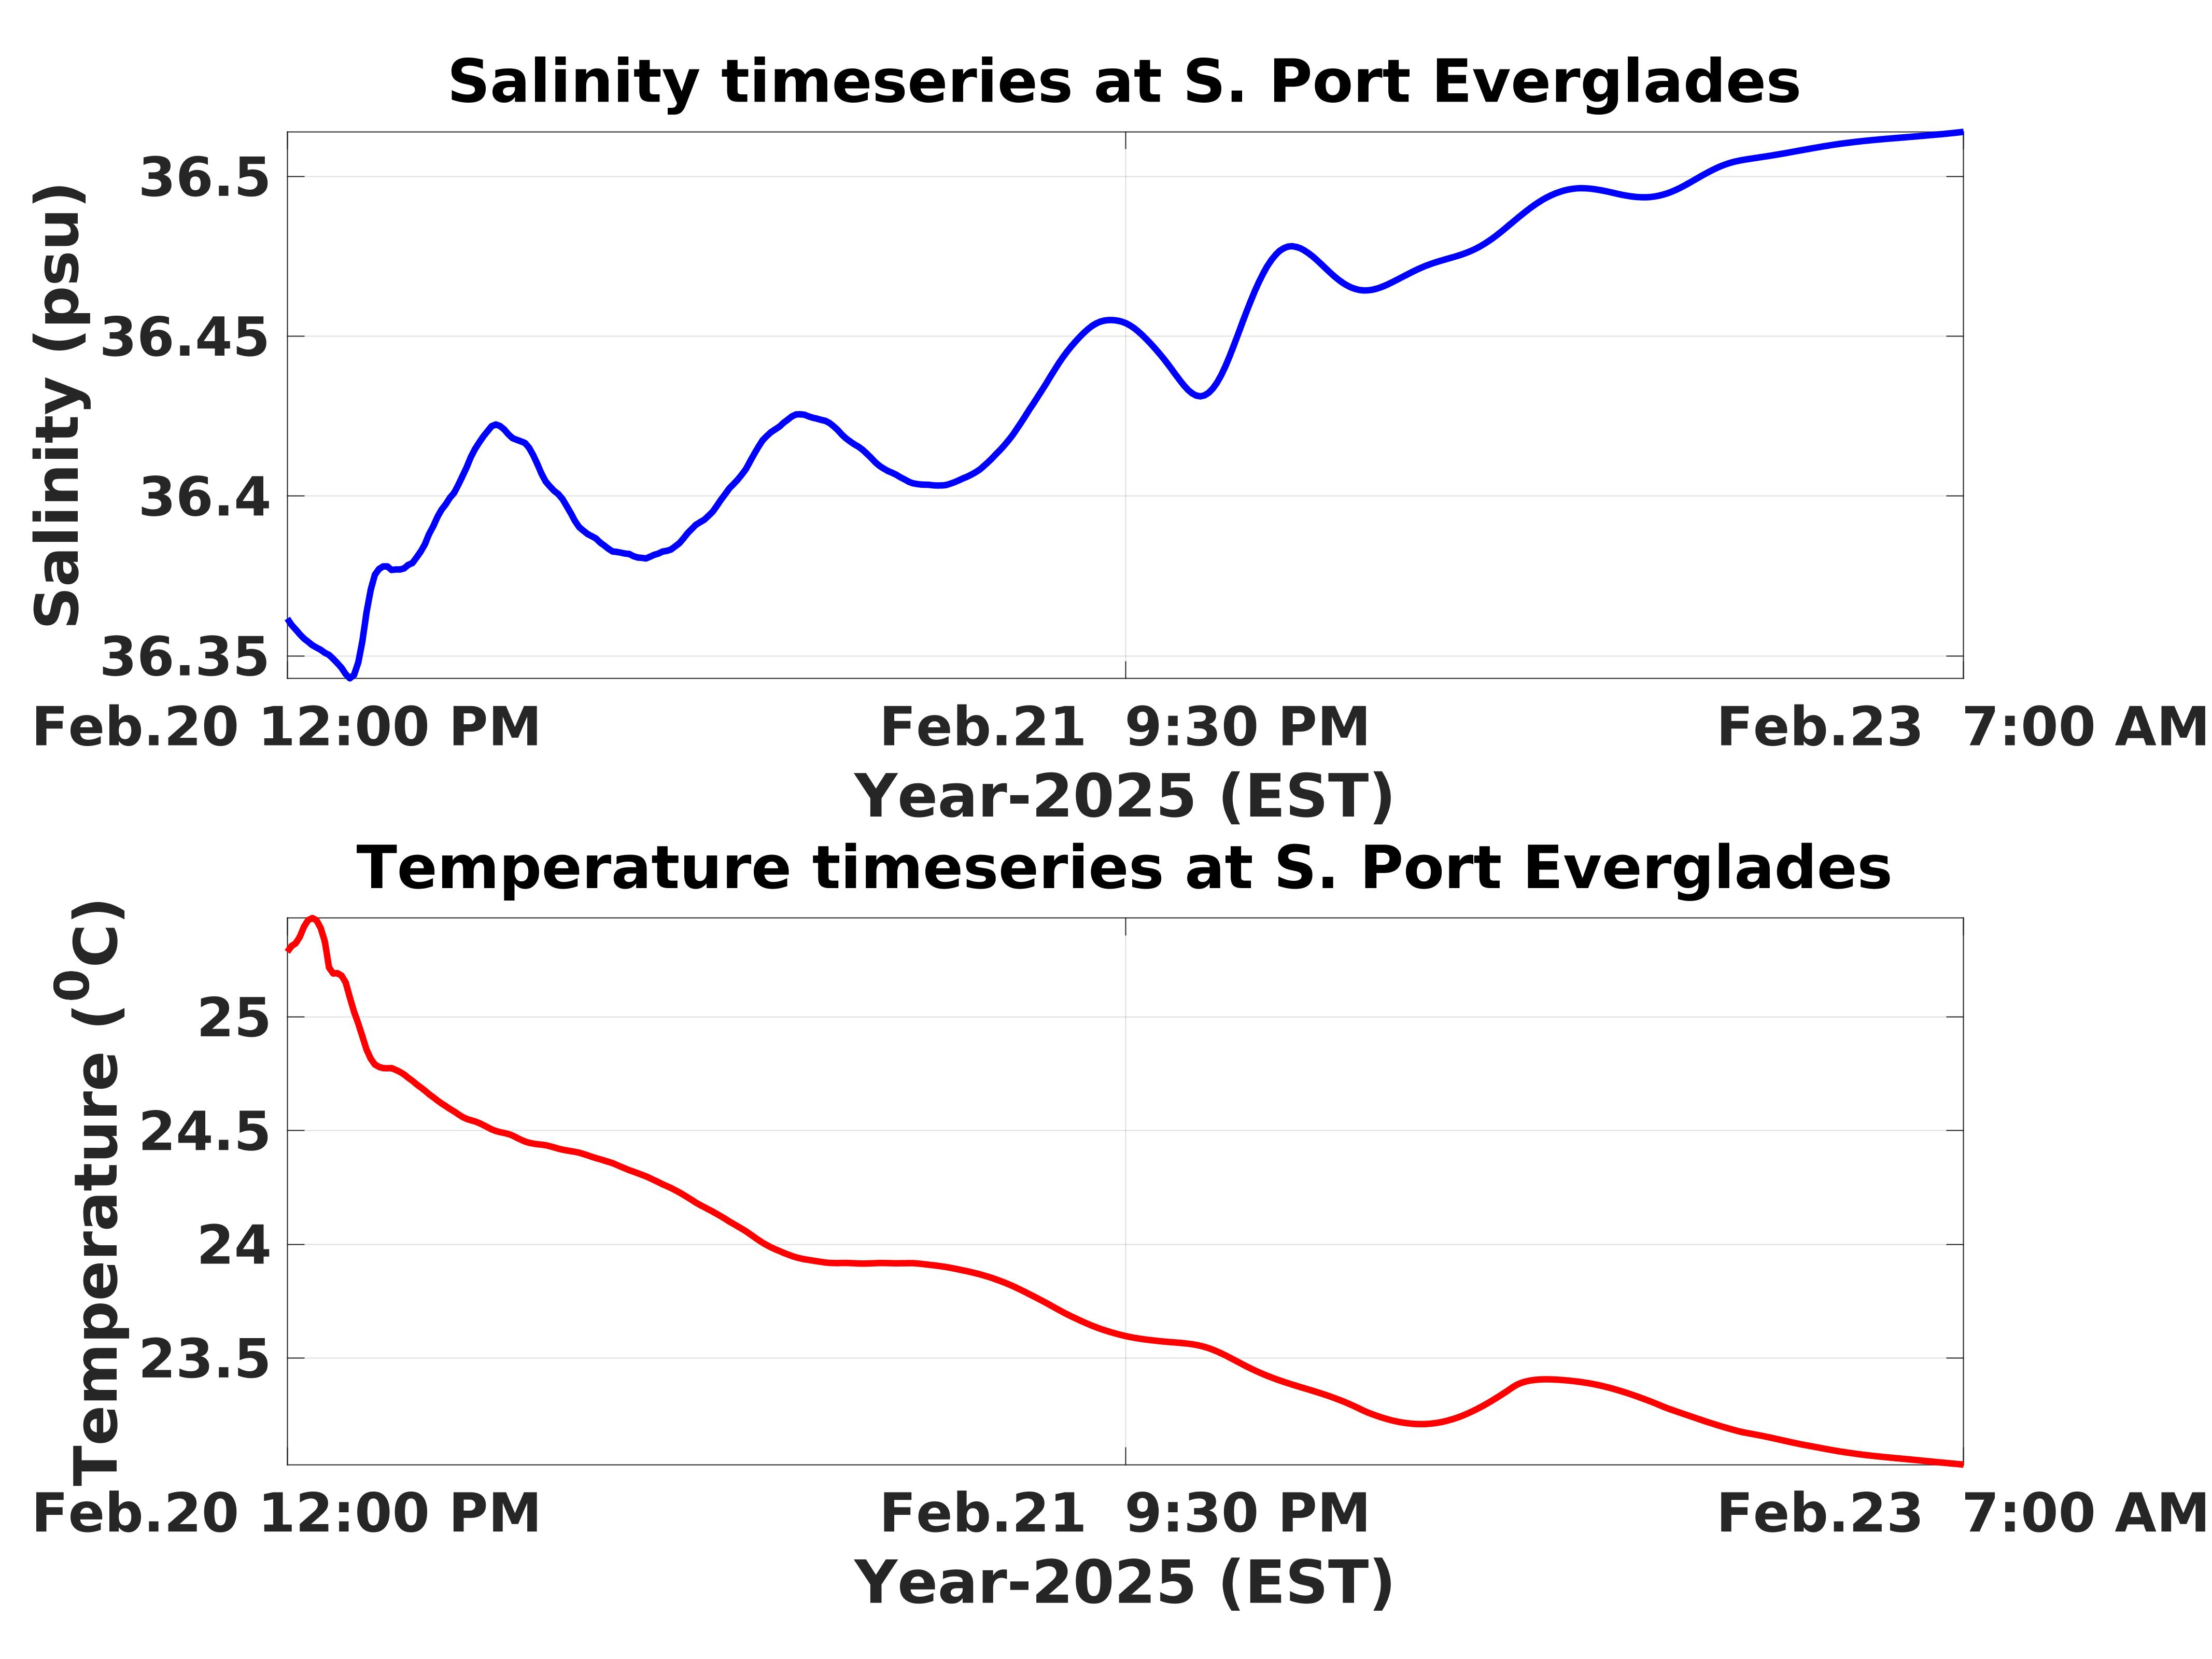 Salinity timeseries at S. Port Everglades
Salinity (psu)
36.5
36.45
36.4
36.35
Feb.20 12:00 PM Feb.21  9:30 PM Feb.23  7:00 AM
Year-2025 (EST)
Temperature timeseries at S. Port Everglades
Temperature (⁰C)
25
24.5
24
23.5
Feb.20 12:00 PM Feb.21  9:30 PM Feb.23  7:00 AM
Year-2025 (EST)